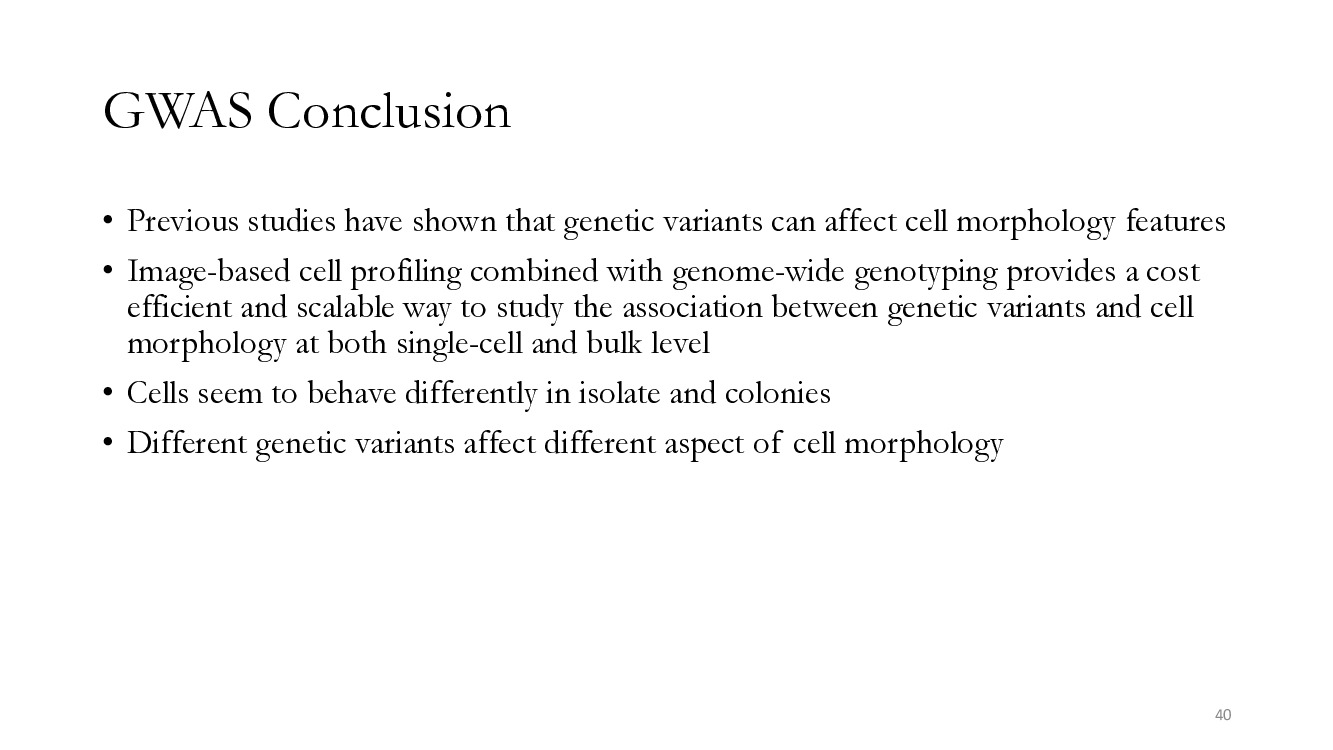 GWAS Conclusion
• Previous studies have shown that genetic variants can affect cell morphology features
• Image-based cell profiling combined with genome-wide genotyping provides a cost
efficient and scalable way to study the association between genetic variants and cell
morphology at both single-cell and bulk level
• Cells seem to behave differently in isolate and colonies
• Different genetic variants affect different aspect of cell morphology
40